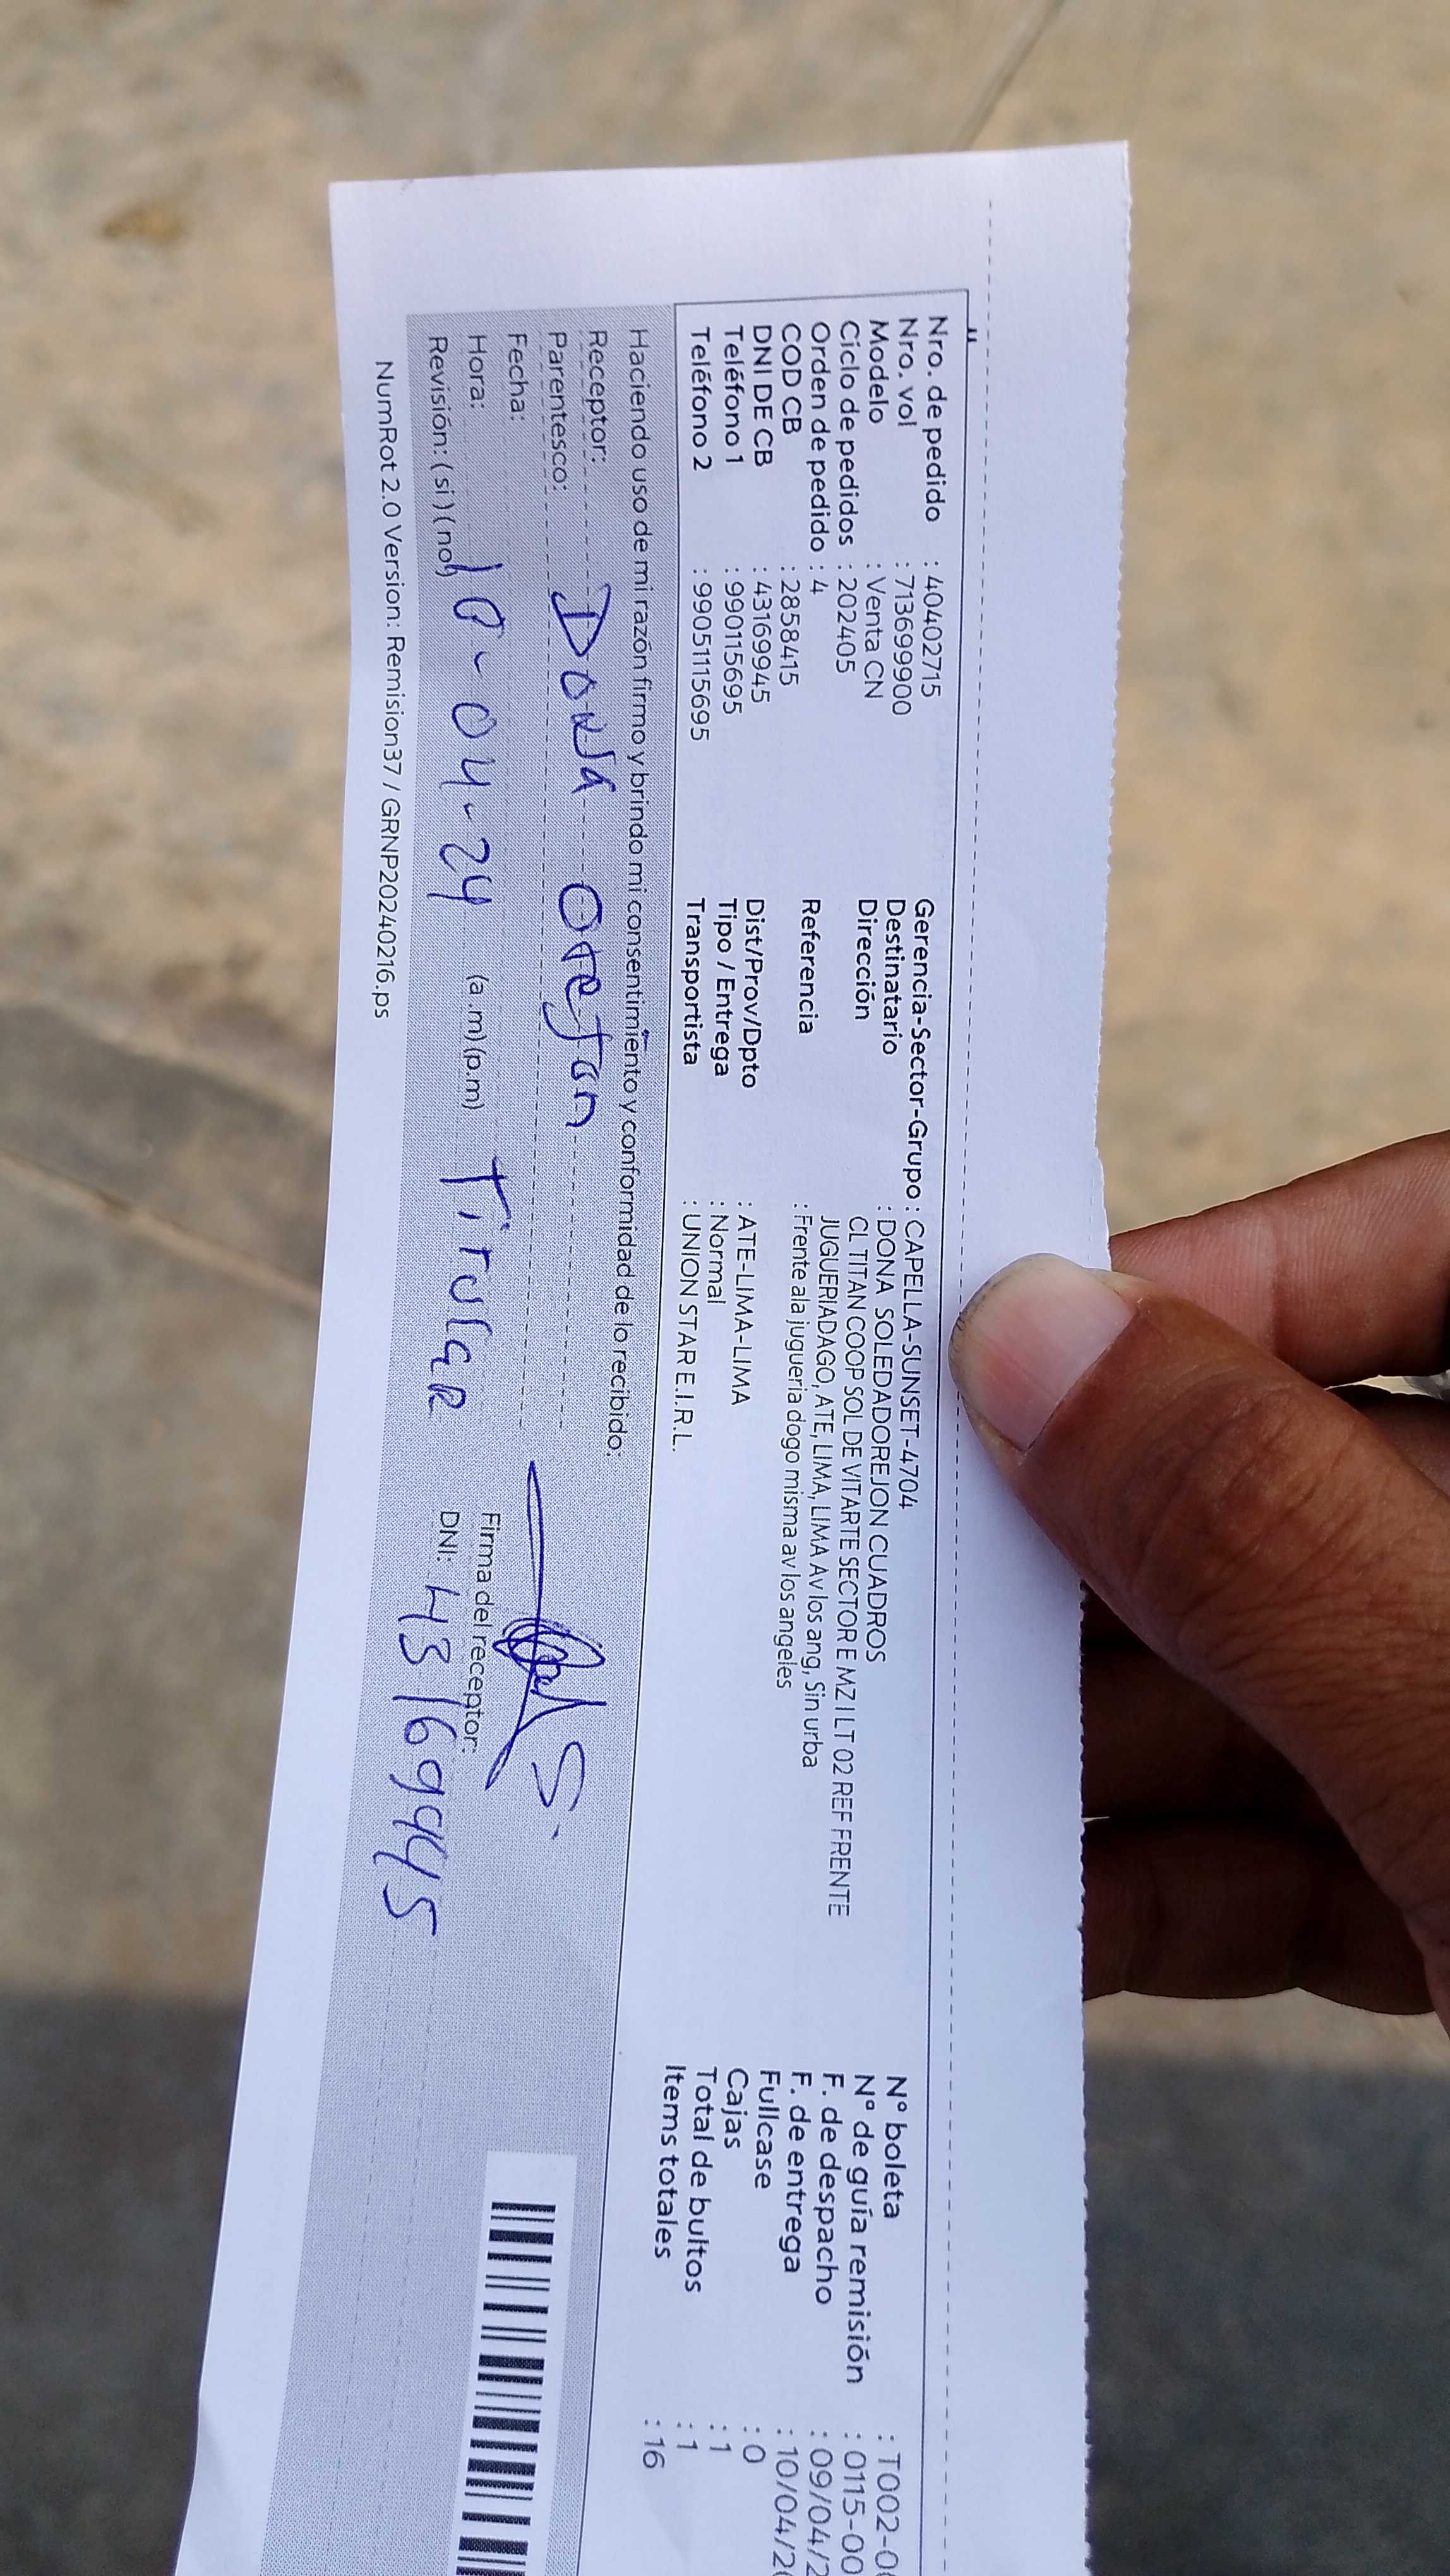 Nro. de pedido : 40402715
Nro. vol : 713699900
Modelo : Venta CN
Ciclo de pedidos : 202405
Orden de pedido : 4
COD CB : 2858415
DNI DE CB : 43169945
Teléfono 1 : 990115695
Teléfono 2 : 99051115695
Gerencia-Sector-Grupo : CAPELLA-SUNSET-4704
Destinatario : DONA SOLEDADOREJON CUADROS
Dirección CL TITAN COOP SOL DE VITARTE SECTOR E MZ I LT 02 REF FRENTE
JUGUERIADAGO, ATE, LIMA, LIMA Av los ang, Sin urba
Referencia : Frente ala jugueria dogo misma av los angeles
Dist/Prov/Dpto : ATE-LIMA-LIMA
Tipo / Entrega : Normal
Transportista : UNION STAR E.I.R.L.
N° boleta : T002-0
N° de guía remisión : 0115-00
F. de despacho : 09/04/2
F. de entrega : 10/04/2
Fullcase : 0
Cajas : 1
Total de bultos : 1
Items totales : 16
Haciendo uso de mi razón firmo y brindo mi consentimiento y conformidad de lo recibido:
Receptor: Doña Orejon
Parentesco:
Fecha:
Hora: 10-04-24 (a.m)(p.m) Titular
Revisión: (si) (no)
Firma del receptor:
DNI: 43169945
NumRot 2.0 Version: Remision37 / GRNP20240216.ps